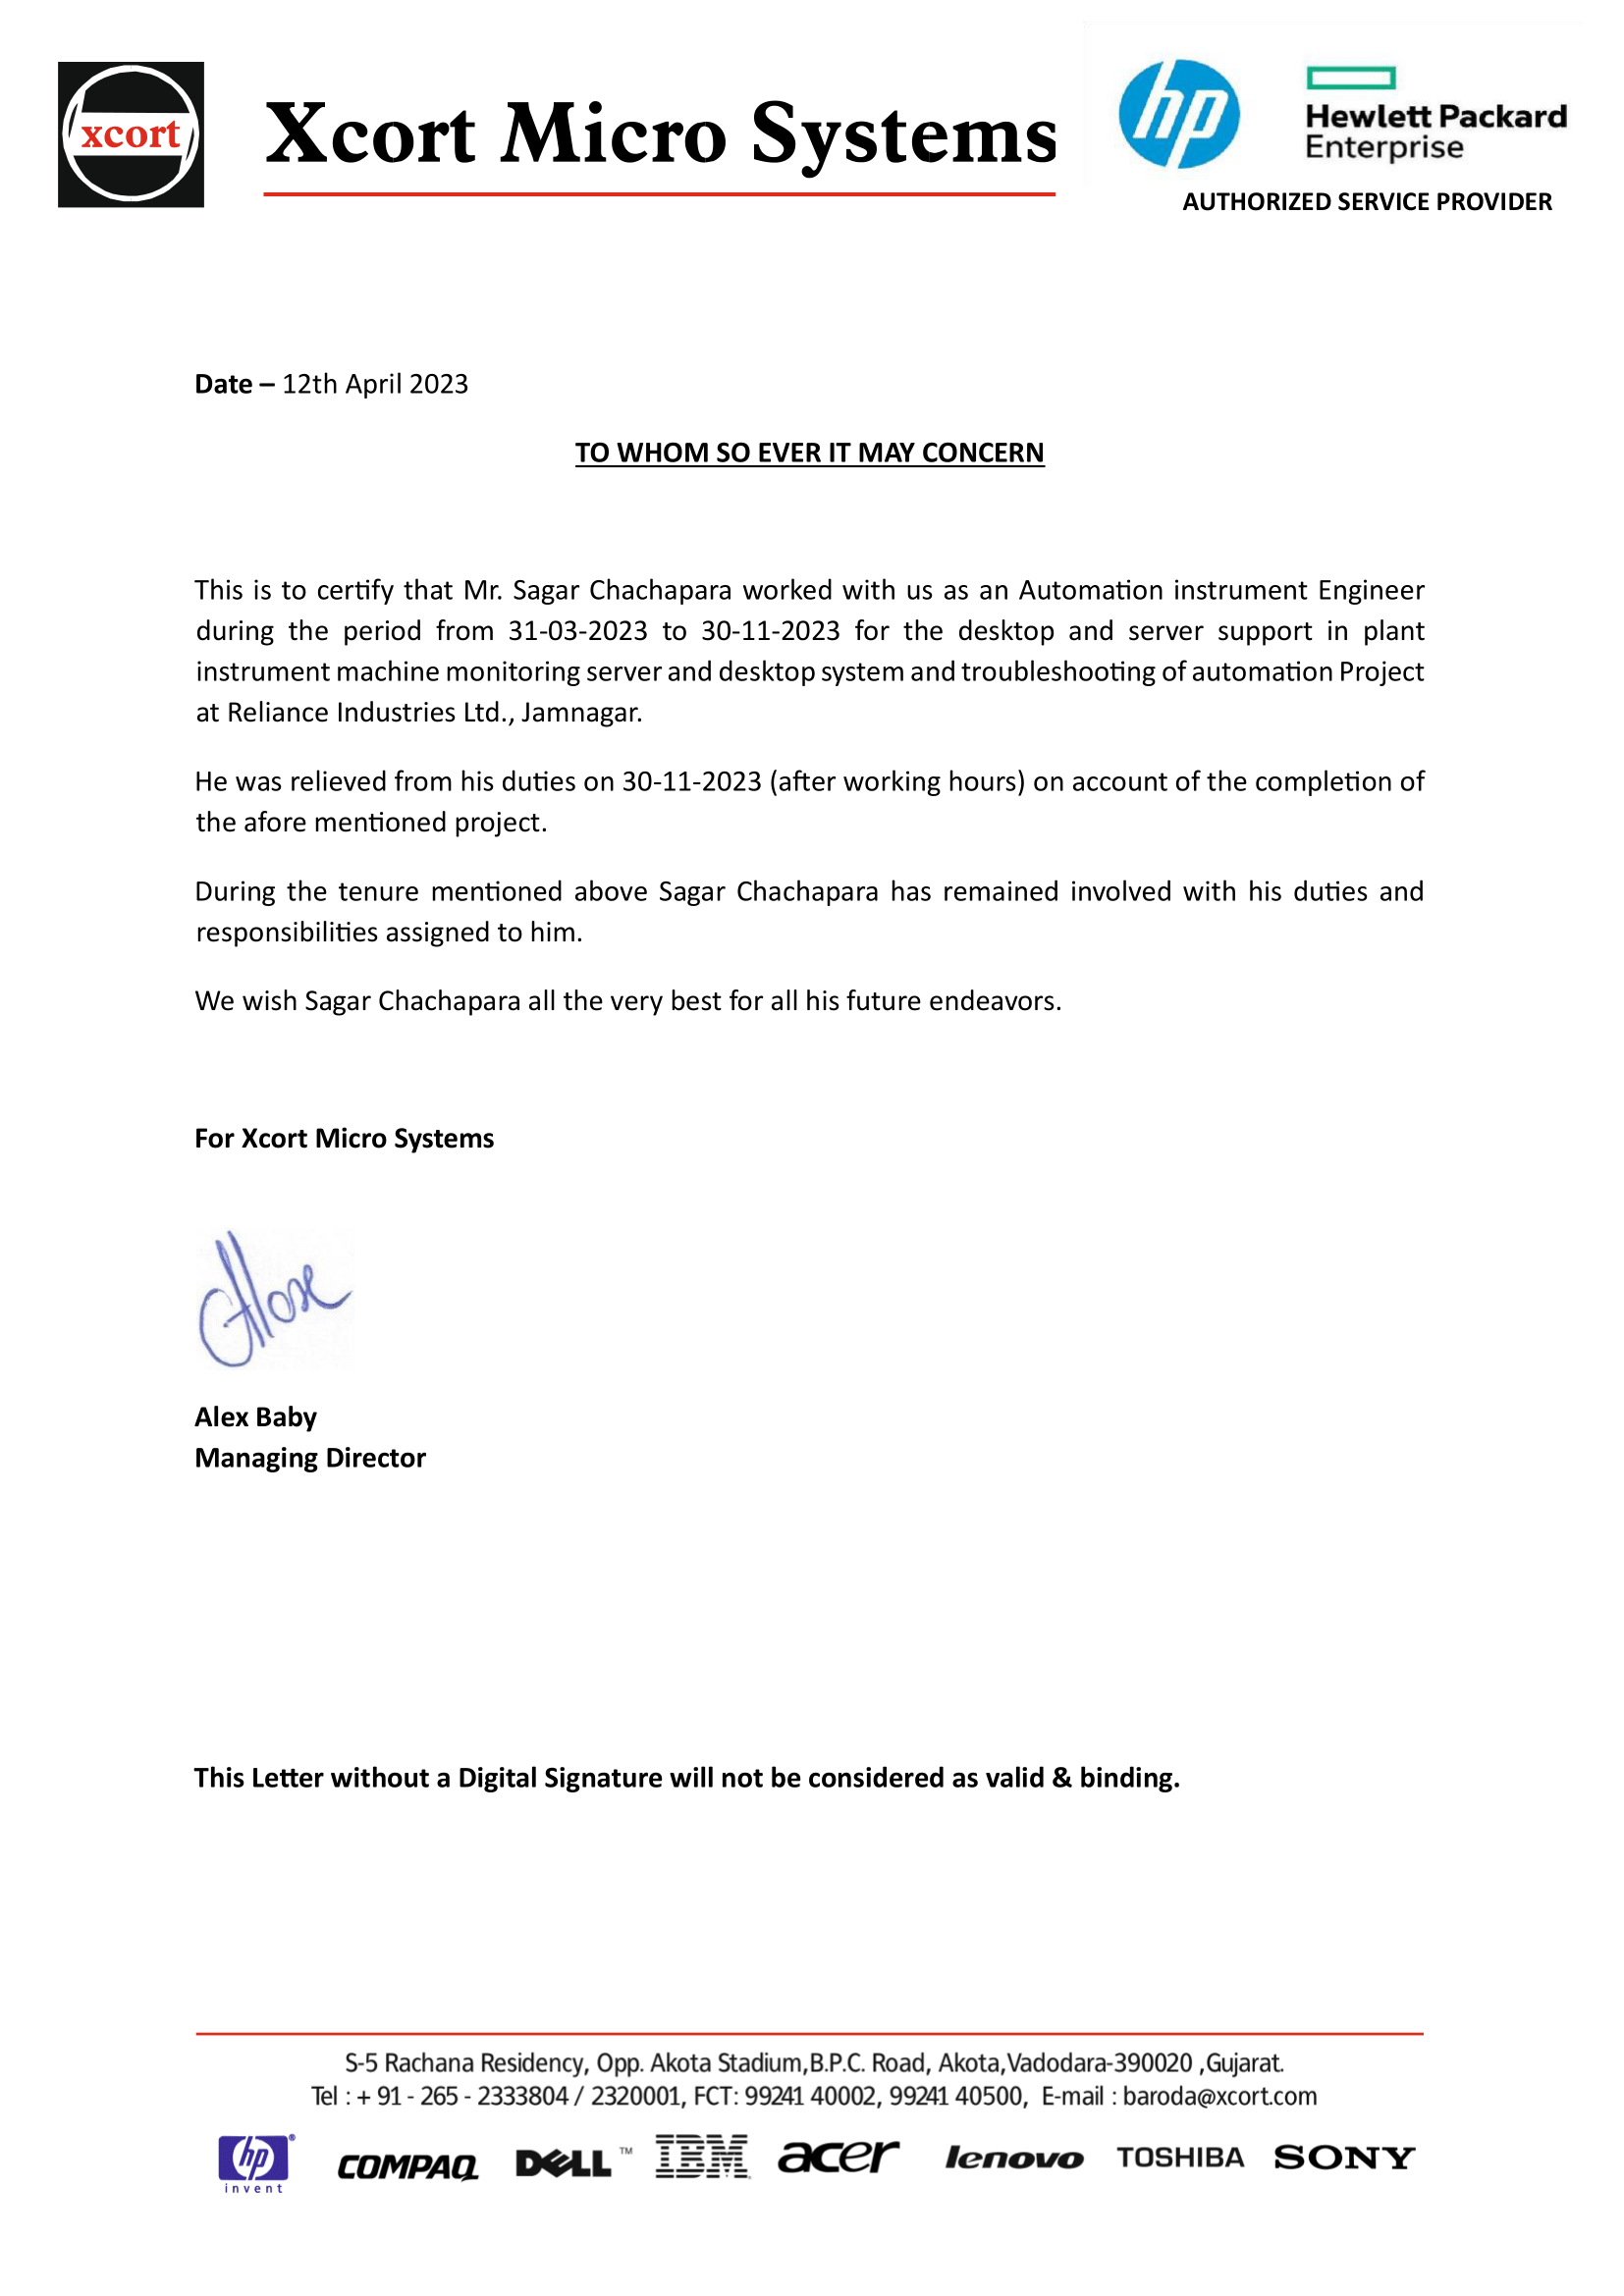 xcort
Xcort Micro Systems
hp
Hewlett Packard
Enterprise
AUTHORIZED SERVICE PROVIDER
Date – 12th April 2023
TO WHOM SO EVER IT MAY CONCERN
This is to certify that Mr. Sagar Chachapara worked with us as an Automation instrument Engineer
during the period from 31-03-2023 to 30-11-2023 for the desktop and server support in plant
instrument machine monitoring server and desktop system and troubleshooting of automation Project
at Reliance Industries Ltd., Jamnagar.
He was relieved from his duties on 30-11-2023 (after working hours) on account of the completion of
the afore mentioned project.
During the tenure mentioned above Sagar Chachapara has remained involved with his duties and
responsibilities assigned to him.
We wish Sagar Chachapara all the very best for all his future endeavors.
For Xcort Micro Systems
Alex Baby
Managing Director
This Letter without a Digital Signature will not be considered as valid & binding.
S-5 Rachana Residency, Opp. Akota Stadium,B.P.C. Road, Akota,Vadodara-390020 ,Gujarat.
Tel : + 91 - 265 - 2333804 / 2320001, FCT: 99241 40002, 99241 40500, E-mail : baroda@xcort.com
hp® invent COMPAQ DELL™ IBM. acer lenovo TOSHIBA SONY